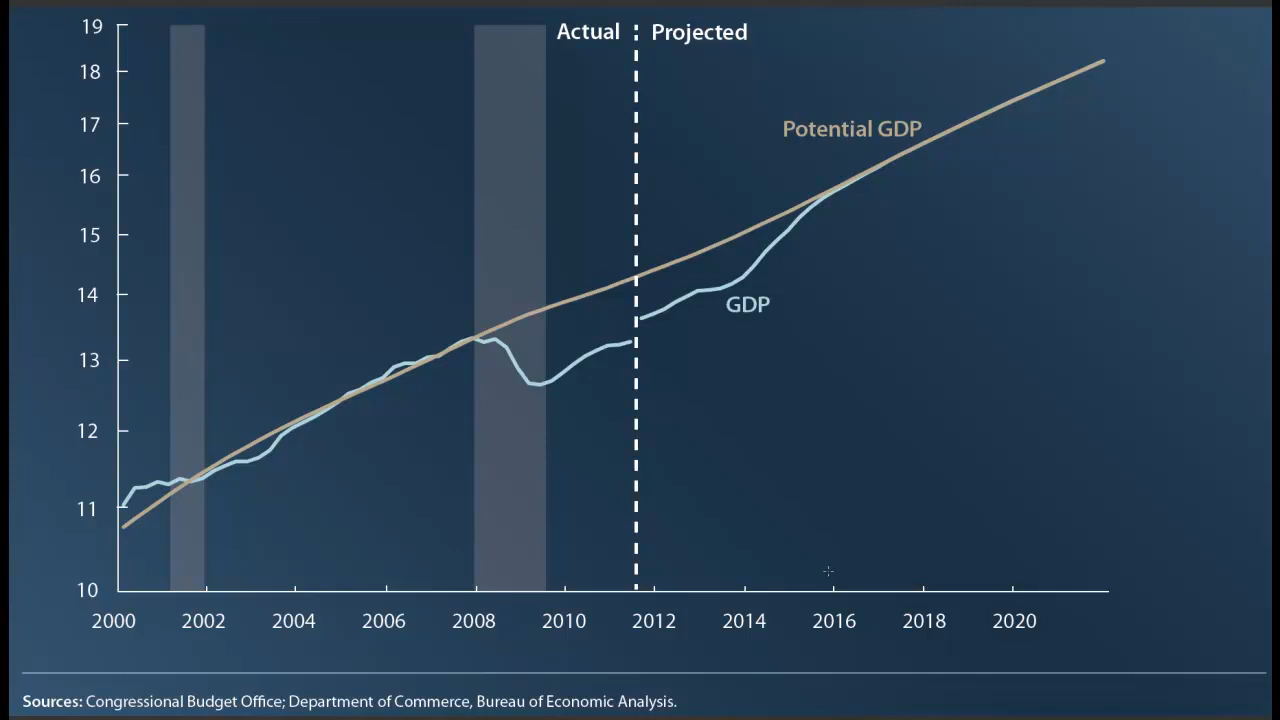 19
Actual
Projected
18
17
Potential GDP
16
15
14
GDP
13
12
11
10
2000 2002 2004 2006 2008 2010 2012 2014 2016 2018 2020
Sources: Congressional Budget Office; Department of Commerce, Bureau of Economic Analysis.